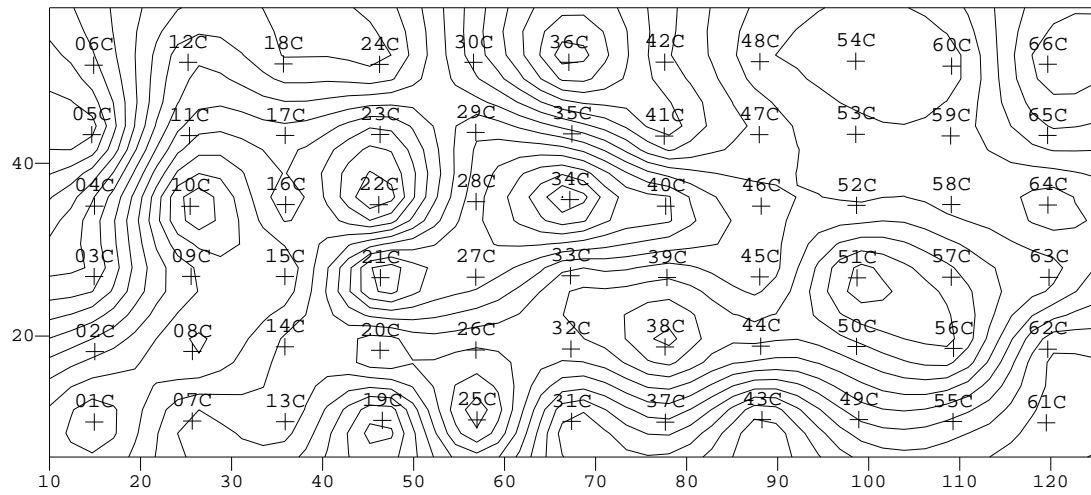 06C 12C 18C 24C 30C 36C 42C 48C 54C 60C 66C
05C 11C 17C 23C 29C 35C 41C 47C 53C 59C 65C
40
04C 10C 16C 22C 28C 34C 40C 46C 52C 58C 64C
03C 09C 15C 21C 27C 33C 39C 45C 51C 57C 63C
20
02C 08C 14C 20C 26C 32C 38C 44C 50C 56C 62C
01C 07C 13C 19C 25C 31C 37C 43C 49C 55C 61C
10 20 30 40 50 60 70 80 90 100 110 120